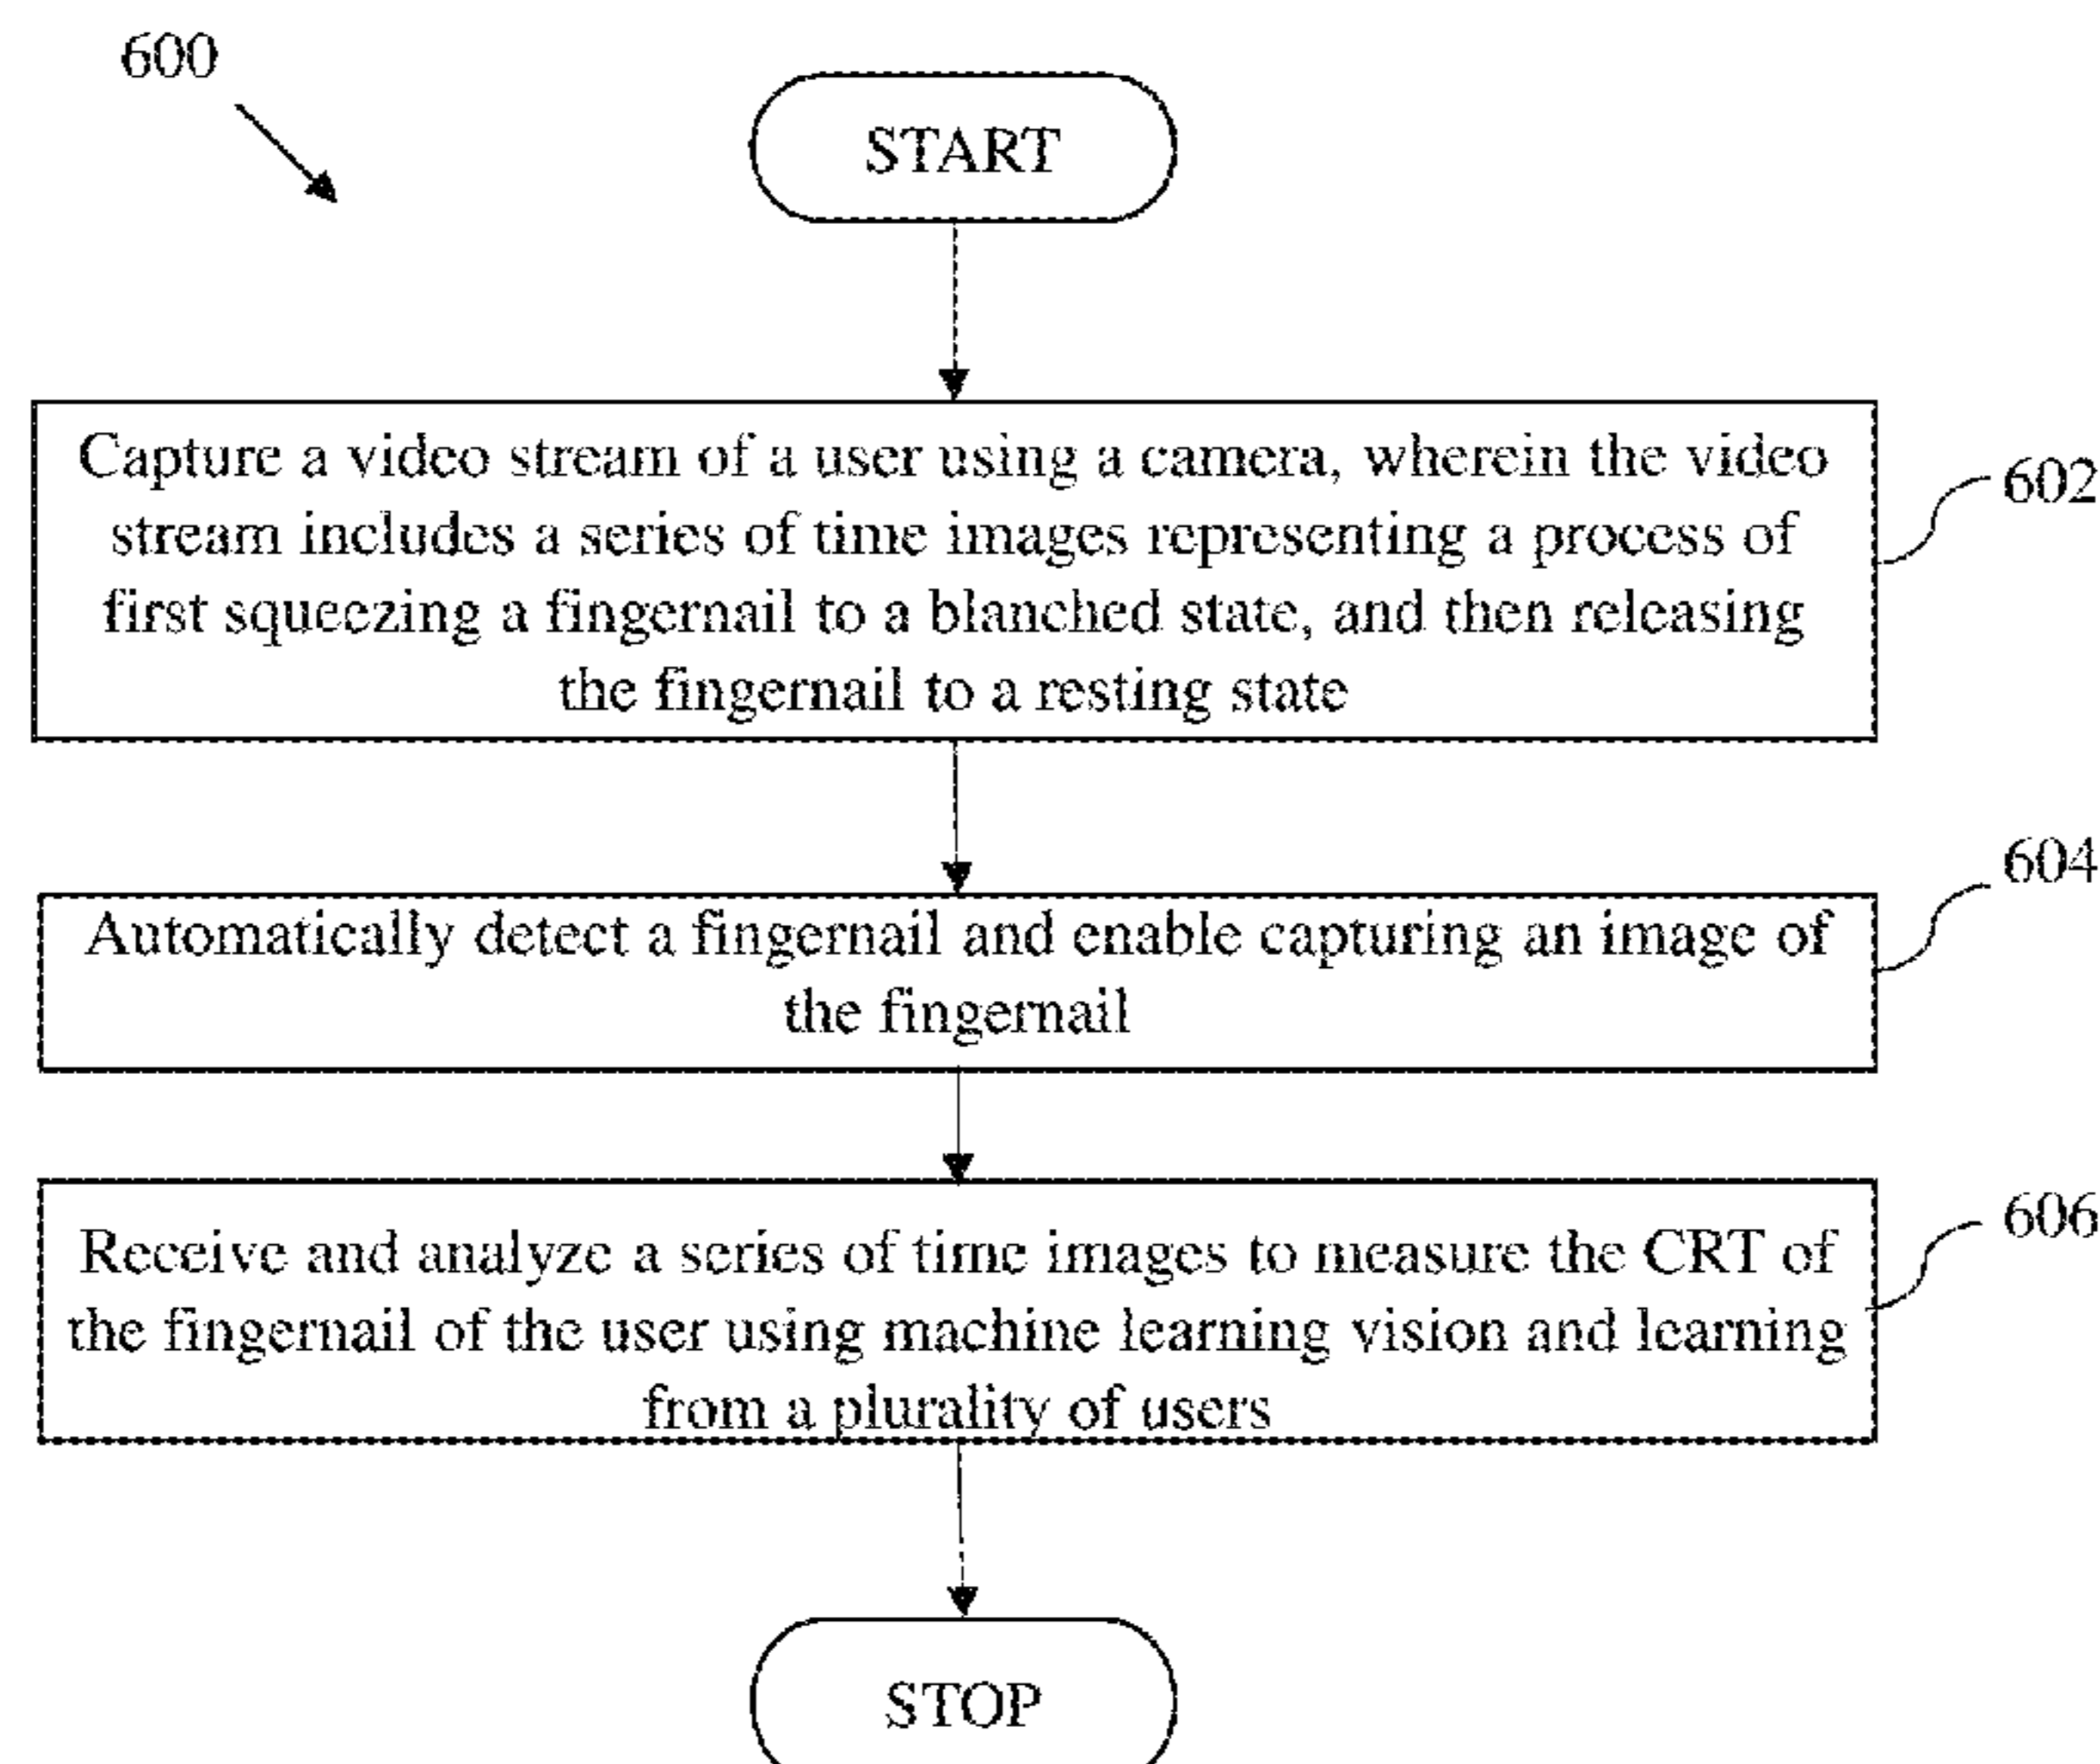 600
START
Capture a video stream of a user using a camera, wherein the video
stream includes a series of time images representing a process of
first squeezing a fingernail to a blanched state, and then releasing
the fingernail to a resting state
602
Automatically detect a fingernail and enable capturing an image of
the fingernail
604
Receive and analyze a series of time images to measure the CRT of
the fingernail of the user using machine learning vision and learning
from a plurality of users
606
STOP